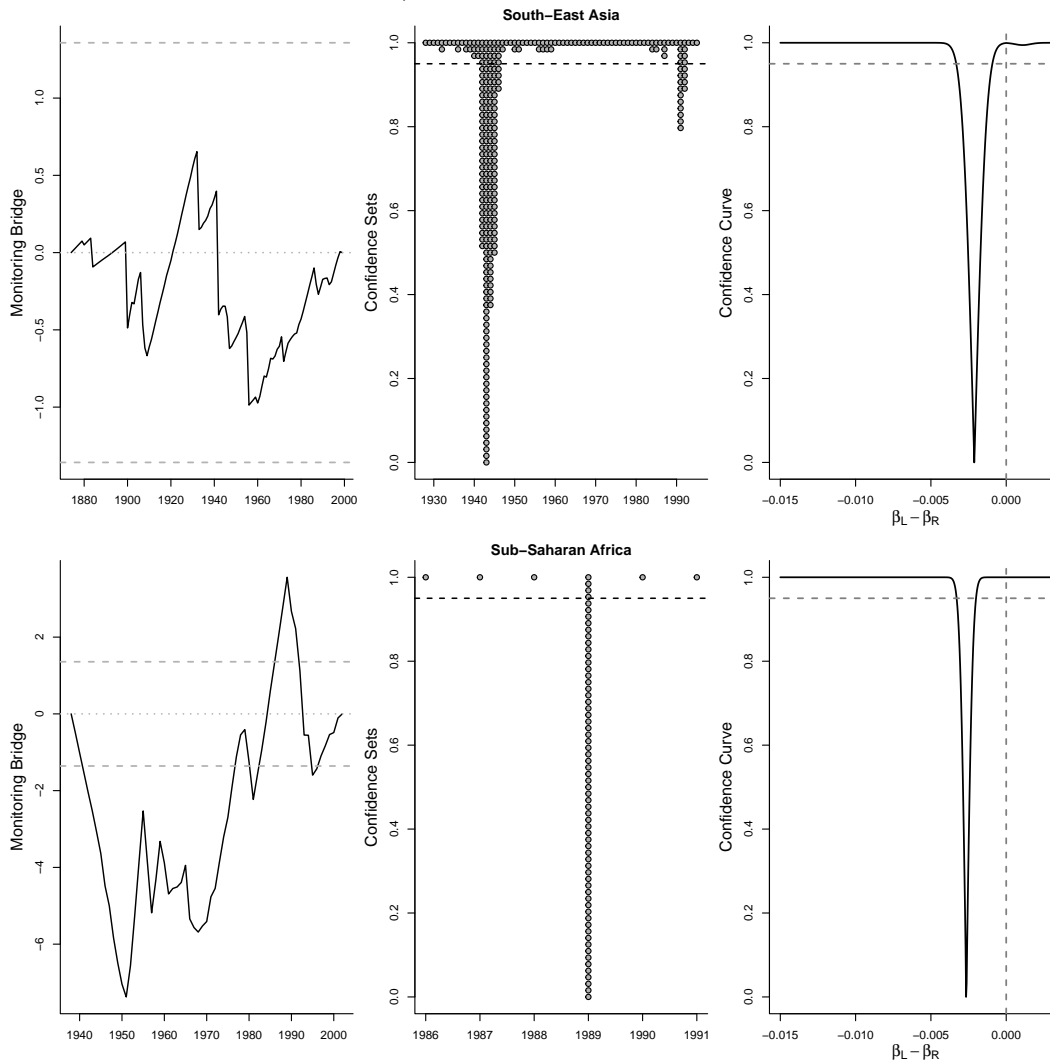 South−East Asia
Monitoring Bridge
1.0
0.5
0.0
−0.5
−1.0
1880 1900 1920 1940 1960 1980 2000
Confidence Sets
1.0
0.8
0.6
0.4
0.2
0.0
1930 1940 1950 1960 1970 1980 1990
Confidence Curve
1.0
0.8
0.6
0.4
0.2
0.0
−0.015 −0.010 −0.005 0.000
βL − βR
Sub−Saharan Africa
Monitoring Bridge
2
0
−2
−4
−6
1940 1950 1960 1970 1980 1990 2000
Confidence Sets
1.0
0.8
0.6
0.4
0.2
0.0
1986 1987 1988 1989 1990 1991
Confidence Curve
1.0
0.8
0.6
0.4
0.2
0.0
−0.015 −0.010 −0.005 0.000
βL − βR